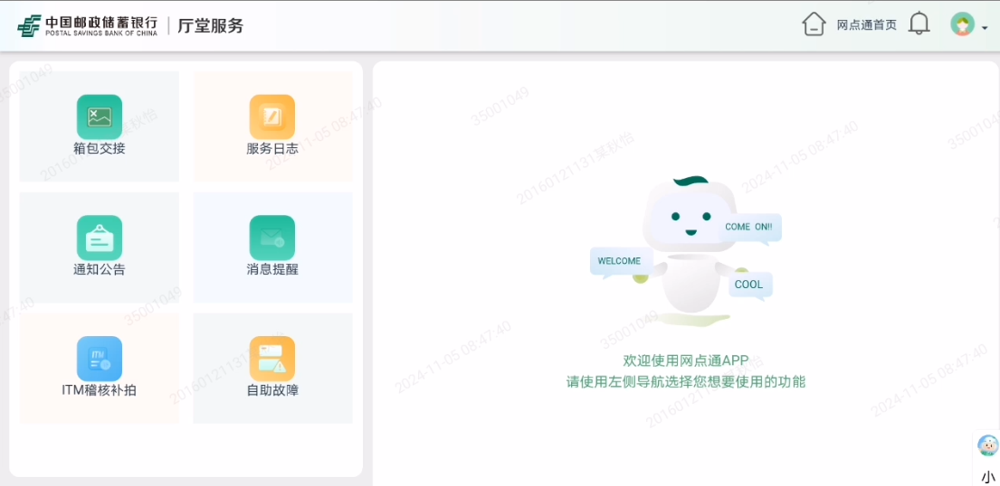 中国邮政储蓄银行
POSTAL SAVINGS BANK OF CHINA
厅堂服务
网点通首页
箱包交接
服务日志
通知公告
消息提醒
ITM
ITM稽核补拍
自助故障
COME ON!!
WELCOME
COOL
欢迎使用网点通APP
请使用左侧导航选择您想要使用的功能
小
35001049
2024-11-05 08:47:40